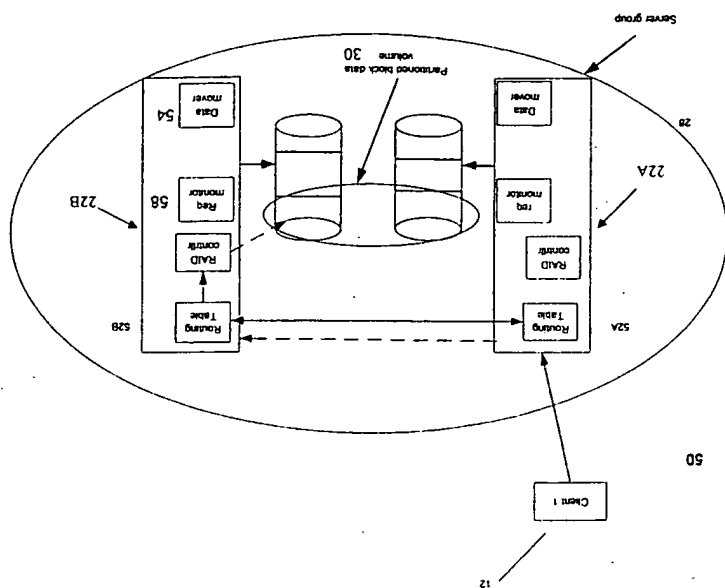 12
Client 1
50
52A
Routing
Table
Routing
Table
52B
RAID
contrlr
RAID
contrlr
22A
req
monitor
Req
monitor
58
22B
28
Data
mover
Data
mover
54
Partitioned block data
volume 30
Server group